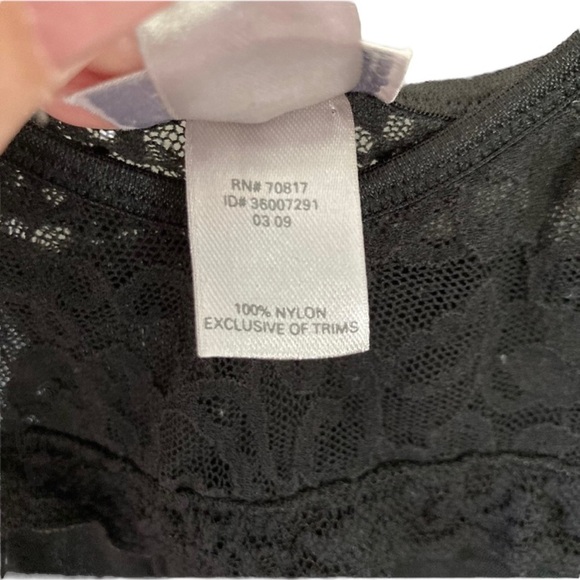 RN# 70817
ID# 36007291
03 09
100% NYLON
EXCLUSIVE OF TRIMS